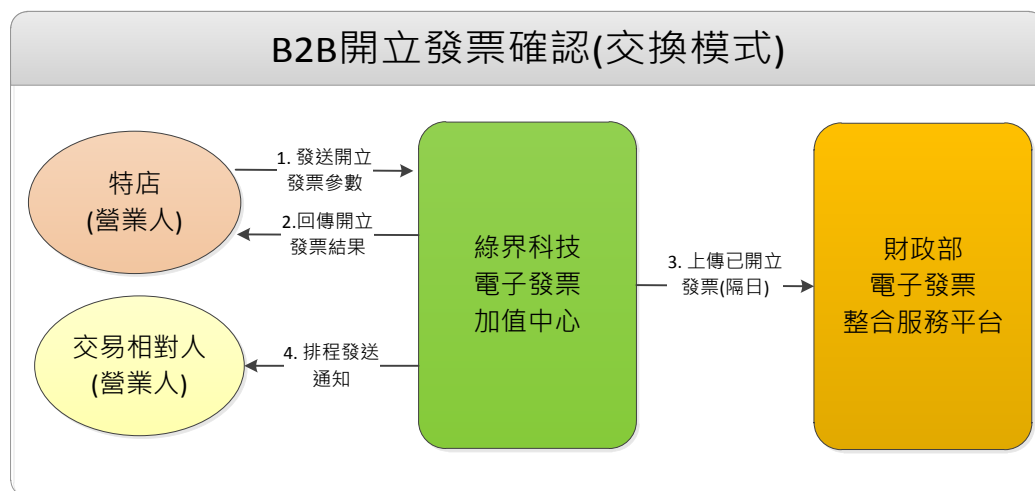 B2B開立發票確認(交換模式)
特店
(營業人)
1. 發送開立
發票參數
2.回傳開立
發票結果
綠界科技
電子發票
加值中心
3. 上傳已開立
發票(隔日)
財政部
電子發票
整合服務平台
交易相對人
(營業人)
4. 排程發送
通知